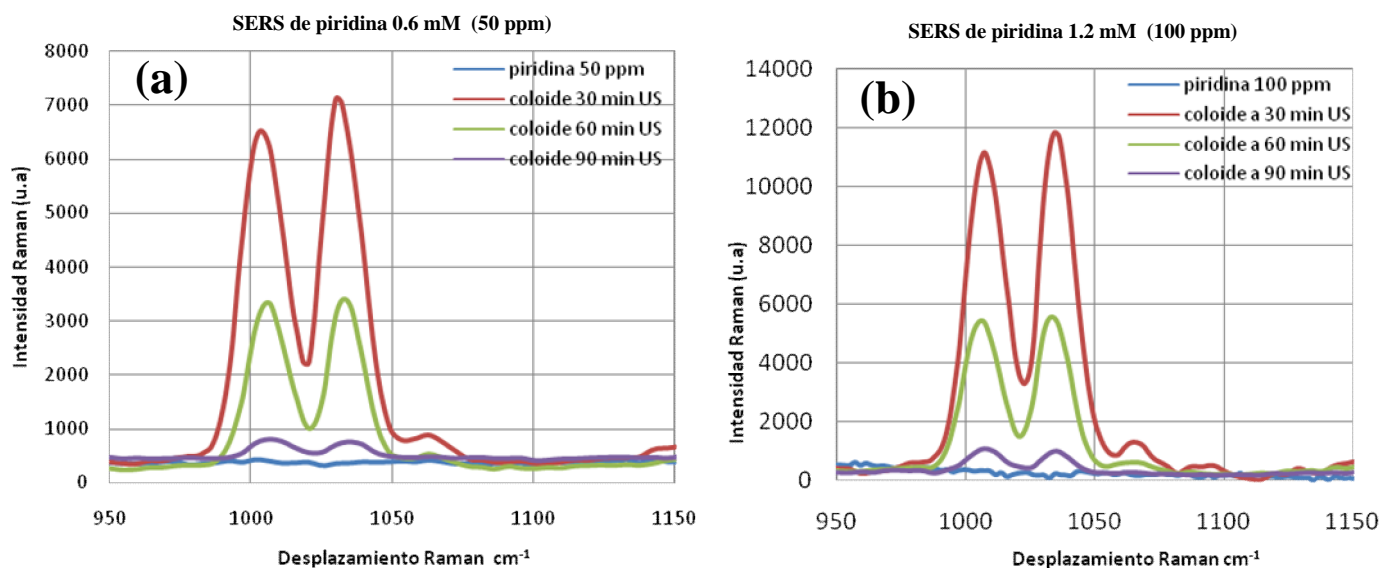 SERS de piridina 0.6 mM (50 ppm)
(a)
piridina 50 ppm
coloide 30 min US
coloide 60 min US
coloide 90 min US
Intensidad Raman (u.a)
8000
7000
6000
5000
4000
3000
2000
1000
0
950
1000
1050
1100
1150
Desplazamiento Raman cm-1
SERS de piridina 1.2 mM (100 ppm)
(b)
piridina 100 ppm
coloide a 30 min US
coloide a 60 min US
coloide a 90 min US
Intensidad Raman (u.a)
14000
12000
10000
8000
6000
4000
2000
0
950
1000
1050
1100
1150
Desplazamiento Raman cm-1